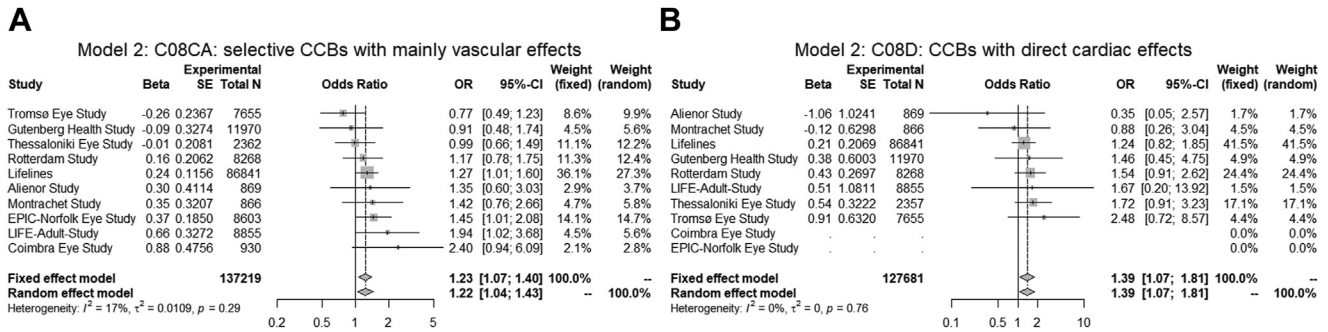 A
Model 2: C08CA: selective CCBs with mainly vascular effects
Experimental Weight Weight
Study Beta SE Total N Odds Ratio OR 95%-CI (fixed) (random)
Tromsø Eye Study -0.26 0.2367 7655 0.77 [0.49; 1.23] 8.6% 9.9%
Gutenberg Health Study -0.09 0.3274 11970 0.91 [0.48; 1.74] 4.5% 5.6%
Thessaloniki Eye Study -0.01 0.2081 2362 0.99 [0.66; 1.49] 11.1% 12.2%
Rotterdam Study 0.16 0.2062 8268 1.17 [0.78; 1.75] 11.3% 12.4%
Lifelines 0.24 0.1156 86841 1.27 [1.01; 1.60] 36.1% 27.3%
Alienor Study 0.30 0.4114 869 1.35 [0.60; 3.03] 2.9% 3.7%
Montrachet Study 0.35 0.3207 866 1.42 [0.76; 2.66] 4.7% 5.8%
EPIC-Norfolk Eye Study 0.37 0.1850 8603 1.45 [1.01; 2.08] 14.1% 14.7%
LIFE-Adult-Study 0.66 0.3272 8855 1.94 [1.02; 3.68] 4.5% 5.6%
Coimbra Eye Study 0.88 0.4756 930 2.40 [0.94; 6.09] 2.1% 2.8%
Fixed effect model 137219 1.23 [1.07; 1.40] 100.0% --
Random effect model 1.22 [1.04; 1.43] -- 100.0%
Heterogeneity: I² = 17%, τ² = 0.0109, p = 0.29
0.2 0.5 1 2 5
B
Model 2: C08D: CCBs with direct cardiac effects
Experimental Weight Weight
Study Beta SE Total N Odds Ratio OR 95%-CI (fixed) (random)
Alienor Study -1.06 1.0241 869 0.35 [0.05; 2.57] 1.7% 1.7%
Montrachet Study -0.12 0.6298 866 0.88 [0.26; 3.04] 4.5% 4.5%
Lifelines 0.21 0.2069 86841 1.24 [0.82; 1.85] 41.5% 41.5%
Gutenberg Health Study 0.38 0.6003 11970 1.46 [0.45; 4.75] 4.9% 4.9%
Rotterdam Study 0.43 0.2697 8268 1.54 [0.91; 2.62] 24.4% 24.4%
LIFE-Adult-Study 0.51 1.0811 8855 1.67 [0.20; 13.92] 1.5% 1.5%
Thessaloniki Eye Study 0.54 0.3222 2357 1.72 [0.91; 3.23] 17.1% 17.1%
Tromsø Eye Study 0.91 0.6320 7655 2.48 [0.72; 8.57] 4.4% 4.4%
Coimbra Eye Study . . . 0.0% 0.0%
EPIC-Norfolk Eye Study . . . 0.0% 0.0%
Fixed effect model 127681 1.39 [1.07; 1.81] 100.0% --
Random effect model 1.39 [1.07; 1.81] -- 100.0%
Heterogeneity: I² = 0%, τ² = 0, p = 0.76
0.1 0.5 1 2 10